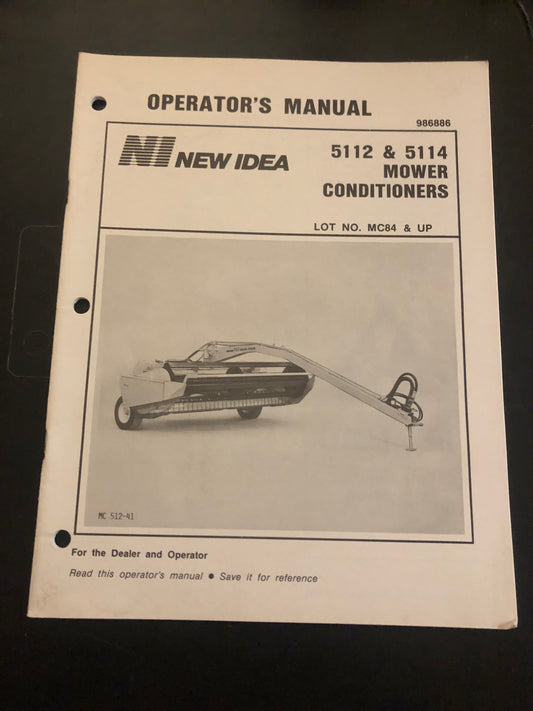 OPERATOR'S MANUAL
986886
NI NEW IDEA
5112 & 5114
MOWER
CONDITIONERS
LOT NO. MC84 & UP
MC 512-41
For the Dealer and Operator
Read this operator's manual ● Save it for reference